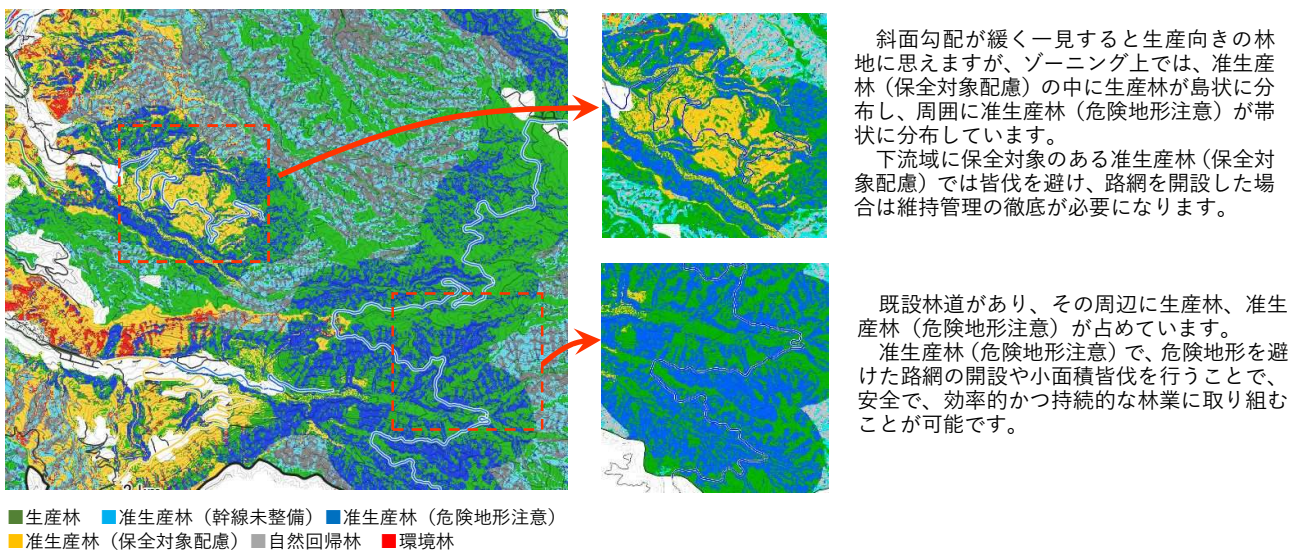 斜面勾配が緩く一見すると生産向きの林
地に思えますが、ゾーニング上では、准生産
林（保全対象配慮）の中に生産林が島状に分
布し、周囲に准生産林（危険地形注意）が帯
状に分布しています。
下流域に保全対象のある准生産林（保全対
象配慮）では皆伐を避け、路網を開設した場
合は維持管理の徹底が必要になります。
既設林道があり、その周辺に生産林、准生
産林（危険地形注意）が占めています。
准生産林（危険地形注意）で、危険地形を避
けた路網の開設や小面積皆伐を行うことで、
安全で、効率的かつ持続的な林業に取り組む
ことが可能です。
■生産林 ■准生産林（幹線未整備）■准生産林（危険地形注意）
■准生産林（保全対象配慮）■自然回帰林 ■環境林